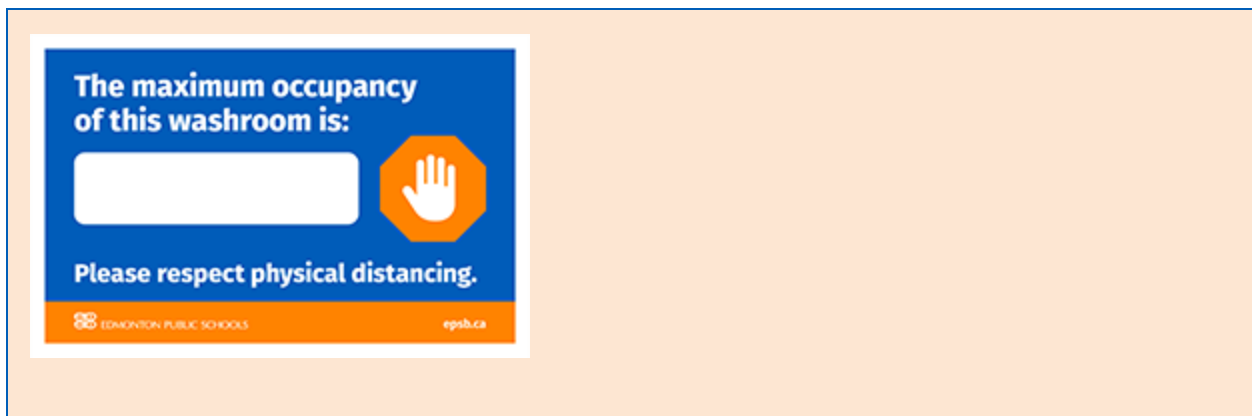 The maximum occupancy
of this washroom is:
Please respect physical distancing.
EDMONTON PUBLIC SCHOOLS epsb.ca